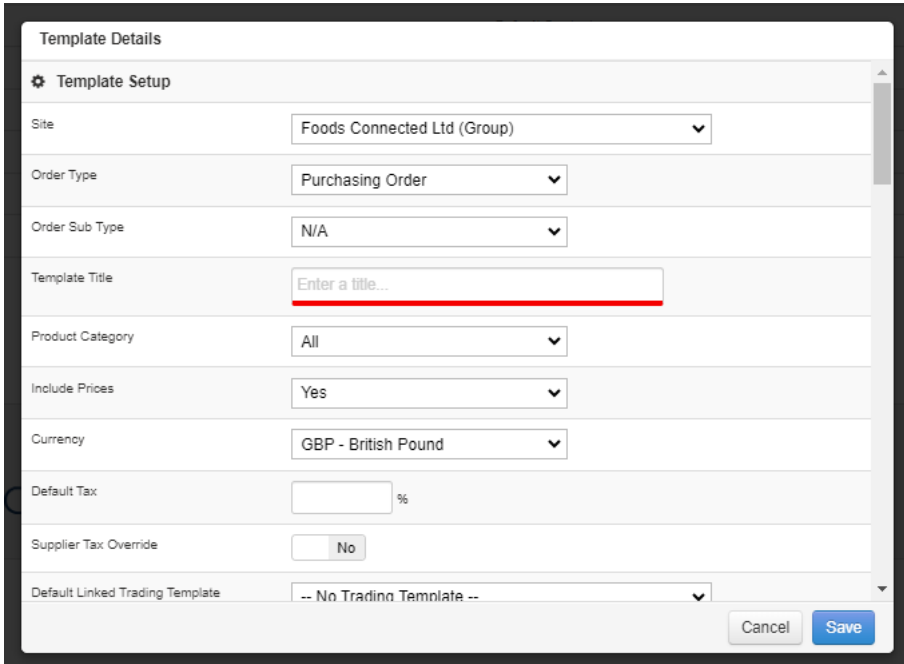 Template Details
Template Setup
Site Foods Connected Ltd (Group)
Order Type Purchasing Order
Order Sub Type N/A
Template Title Enter a title...
Product Category All
Include Prices Yes
Currency GBP - British Pound
Default Tax %
Supplier Tax Override No
Default Linked Trading Template -- No Trading Template --
Cancel Save